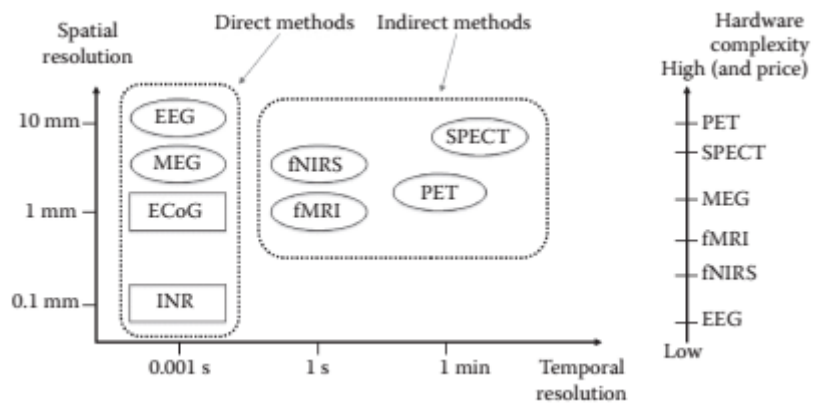 Spatial
resolution
Direct methods
Indirect methods
Hardware
complexity
High (and price)
10 mm
1 mm
0.1 mm
EEG
MEG
ECoG
INR
fNIRS
fMRI
SPECT
PET
0.001 s
1 s
1 min
Temporal
resolution
PET
SPECT
MEG
fMRI
fNIRS
EEG
Low